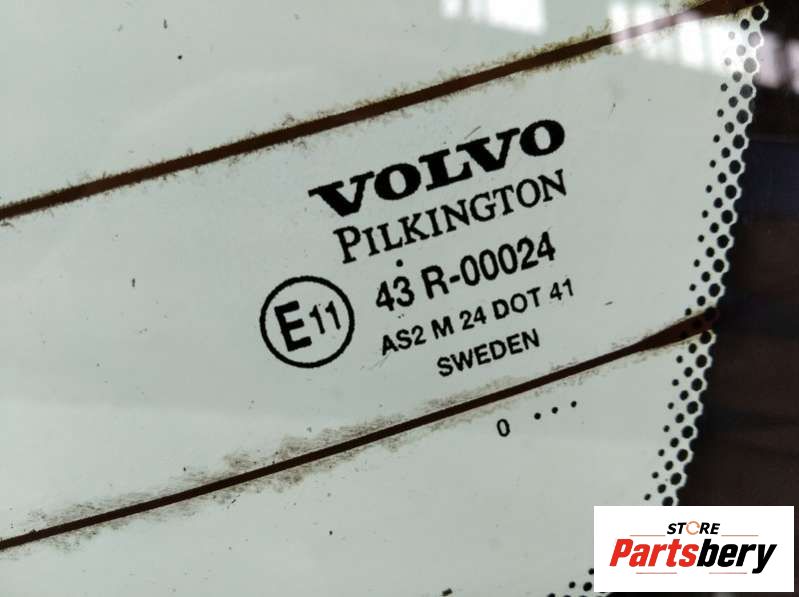 VOLVO
PILKINGTON
E11
43 R-00024
AS2 M 24 DOT 41
SWEDEN
0 ...
STORE
Partsbery